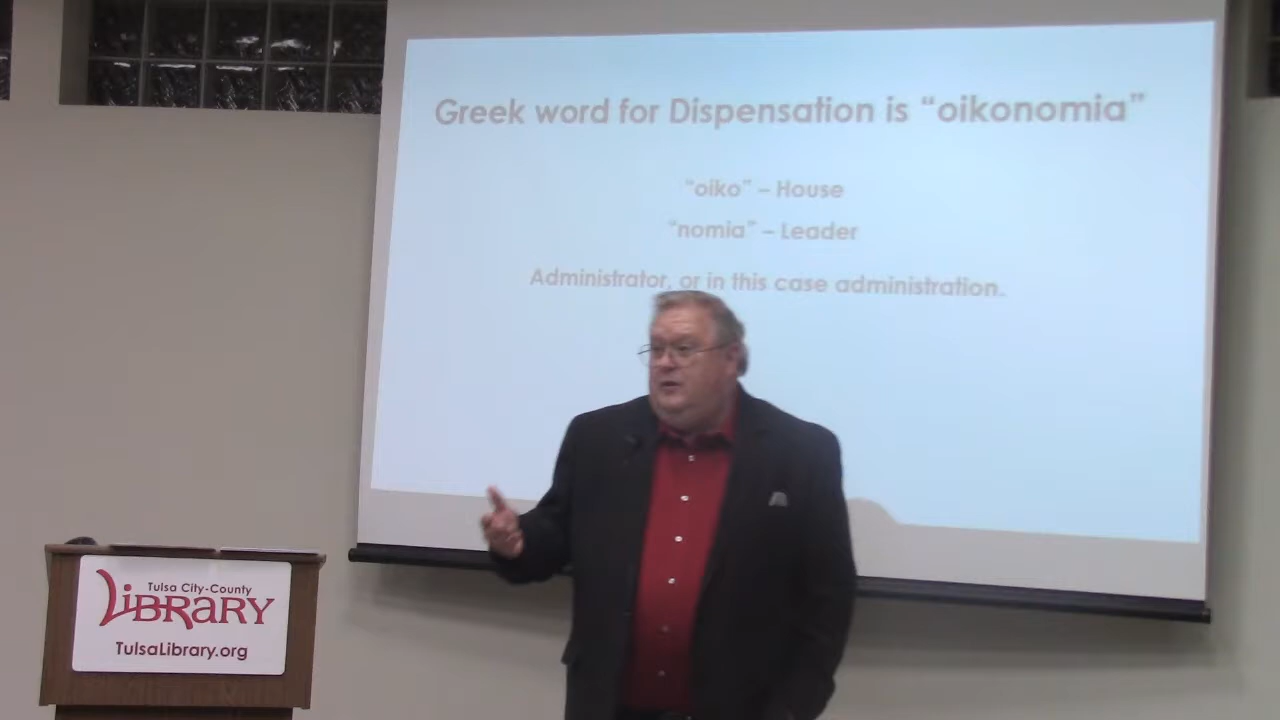 Greek word for Dispensation is “oikonomia”
“oiko” – House
“nomia” – Leader
Administrator, or in this case administration.
Tulsa City-County
LIBRARY
TulsaLibrary.org